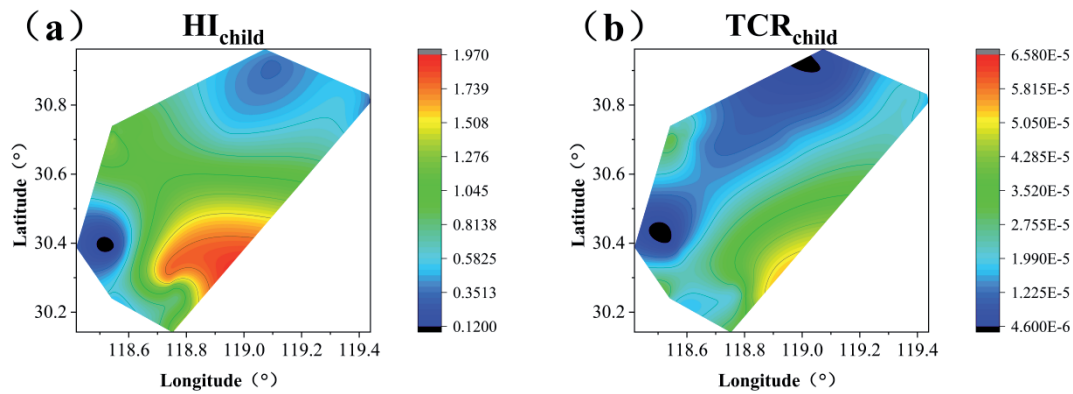 （a） HI child
1.970
1.739
1.508
1.276
1.045
0.8138
0.5825
0.3513
0.1200
30.8
30.6
30.4
30.2
Latitude（°）
118.6 118.8 119.0 119.2 119.4
Longitude（°）
（b） TCR child
6.580E-5
5.815E-5
5.050E-5
4.285E-5
3.520E-5
2.755E-5
1.990E-5
1.225E-5
4.600E-6
30.8
30.6
30.4
30.2
Latitude（°）
118.6 118.8 119.0 119.2 119.4
Longitude（°）